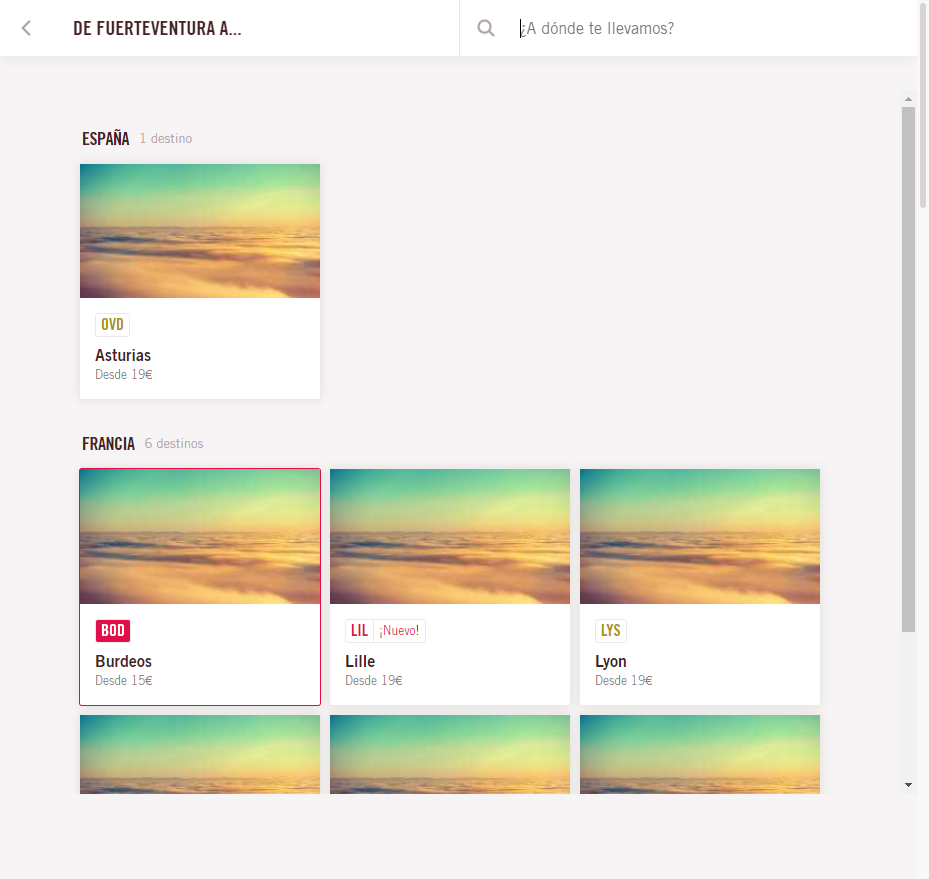 DE FUERTEVENTURA A...
¿A dónde te llevamos?
ESPAÑA 1 destino
OVD
Asturias
Desde 19€
FRANCIA 6 destinos
BOD
Burdeos
Desde 15€
LIL ¡Nuevo!
Lille
Desde 19€
LYS
Lyon
Desde 19€